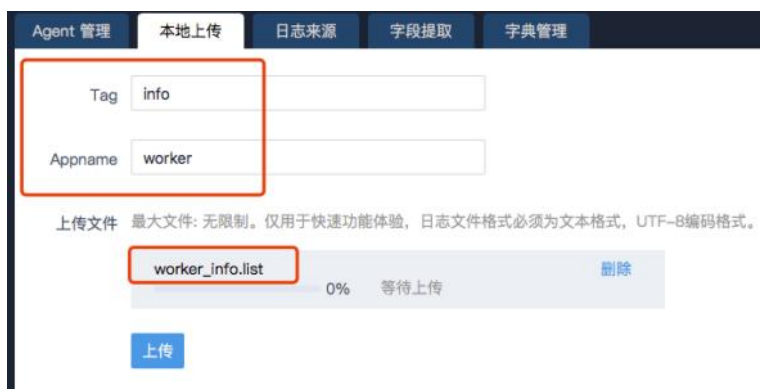 Agent 管理 本地上传 日志来源 字段提取 字典管理
Tag info
Appname worker
上传文件 最大文件: 无限制。仅用于快速功能体验，日志文件格式必须为文本格式，UTF-8编码格式。
worker_info.list 删除
0% 等待上传
上传